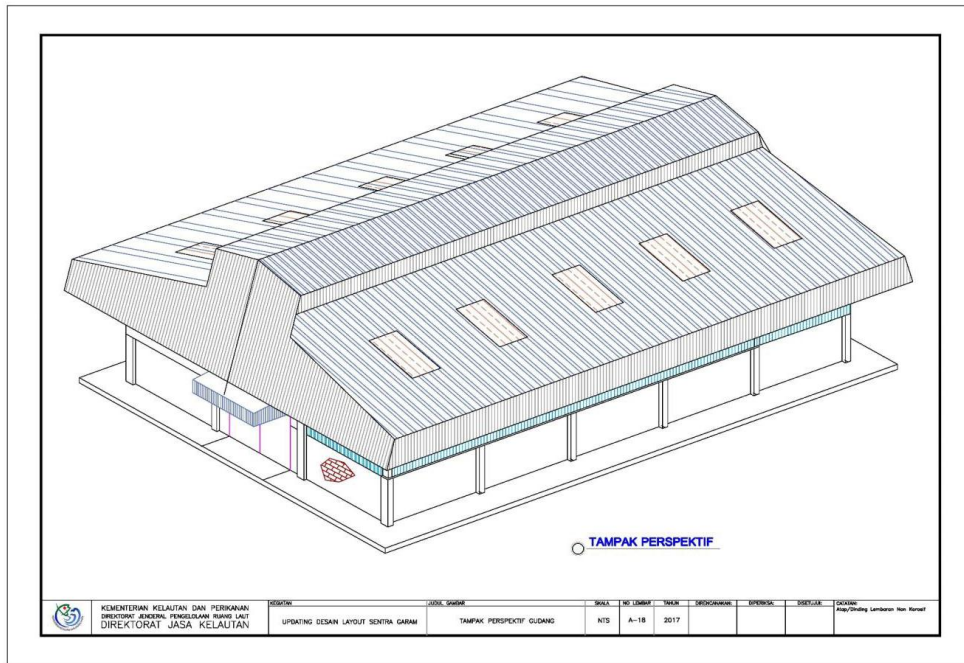 TAMPAK PERSPEKTIF
KEMENTERIAN KELAUTAN DAN PERIKANAN
DIREKTORAT JENDERAL PENGELOLAAN RUANG LAUT
DIREKTORAT JASA KELAUTAN
KEGIATAN
UPDATING DESAIN LAYOUT SENTRA GARAM
JUDUL GAMBAR
TAMPAK PERSPEKTIF GUDANG
SKALA
NTS
NO LEMBAR
A-18
TAHUN
2017
DIRENCANAKAN:
DIPERIKSA:
DISETUJUI:
CATATAN:
Atap/Dinding Lembaran Non Korosif